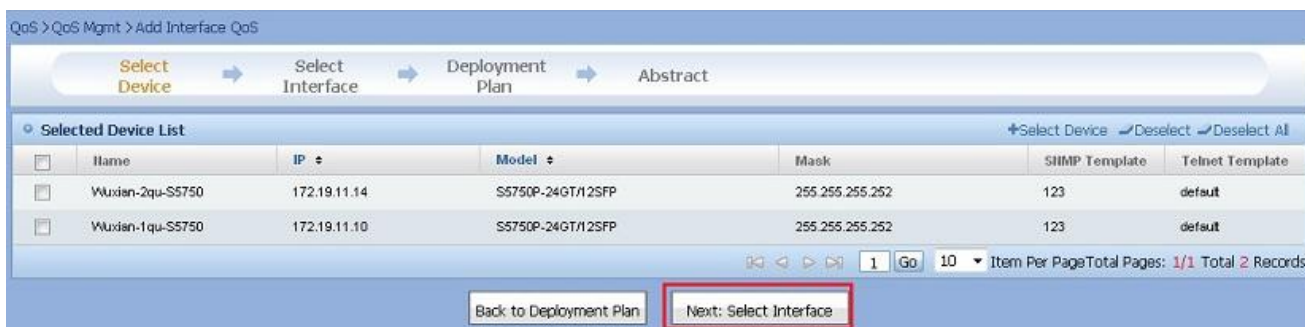 QoS > QoS Mgmt > Add Interface QoS
Select Device
Select Interface
Deployment Plan
Abstract
Selected Device List
Select Device Deselect Deselect All
Name IP Model Mask SNMP Template Telnet Template
Wuxian-2qu-S5750 172.19.11.14 S5750P-24GT/12SFP 255.255.255.252 123 default
Wuxian-1qu-S5750 172.19.11.10 S5750P-24GT/12SFP 255.255.255.252 123 default
1 Go 10 Item Per PageTotal Pages: 1/1 Total 2 Records
Back to Deployment Plan Next: Select Interface